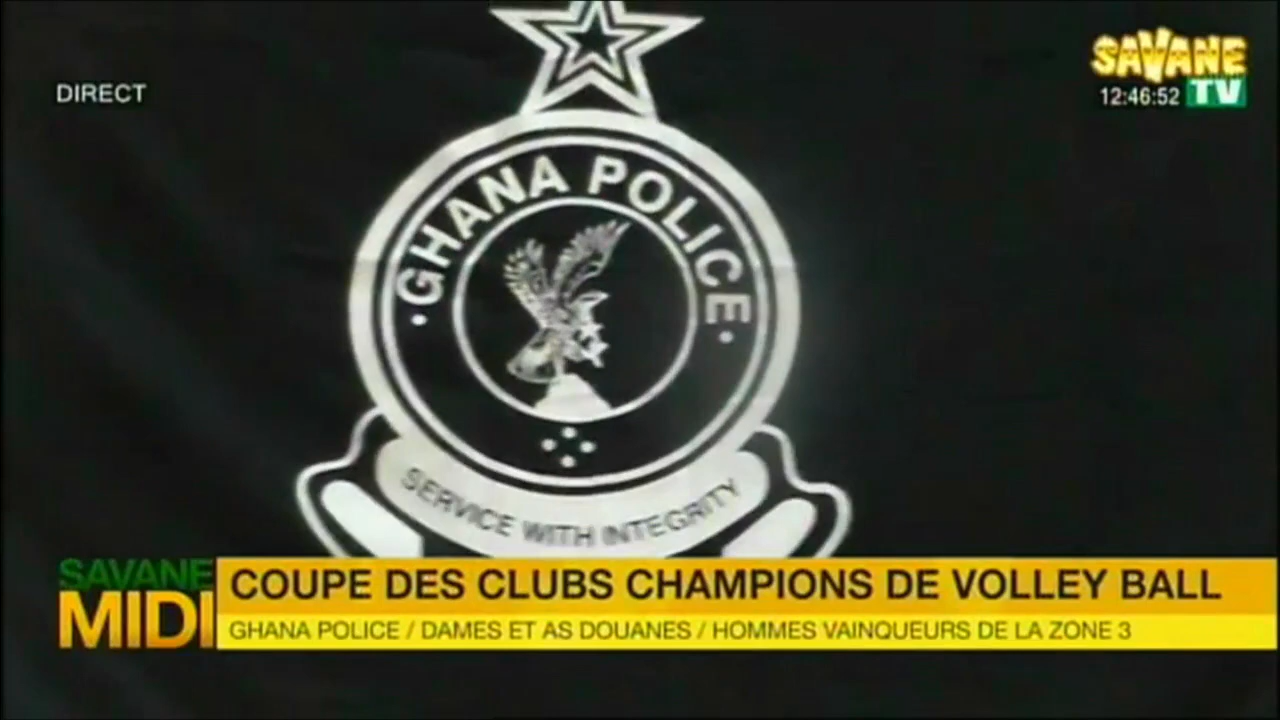 DIRECT
SAVANE
12:46:52 TV
GHANA POLICE
SERVICE WITH INTEGRITY
SAVANE
MIDI
COUPE DES CLUBS CHAMPIONS DE VOLLEY BALL
GHANA POLICE / DAMES ET AS DOUANES / HOMMES VAINQUEURS DE LA ZONE 3